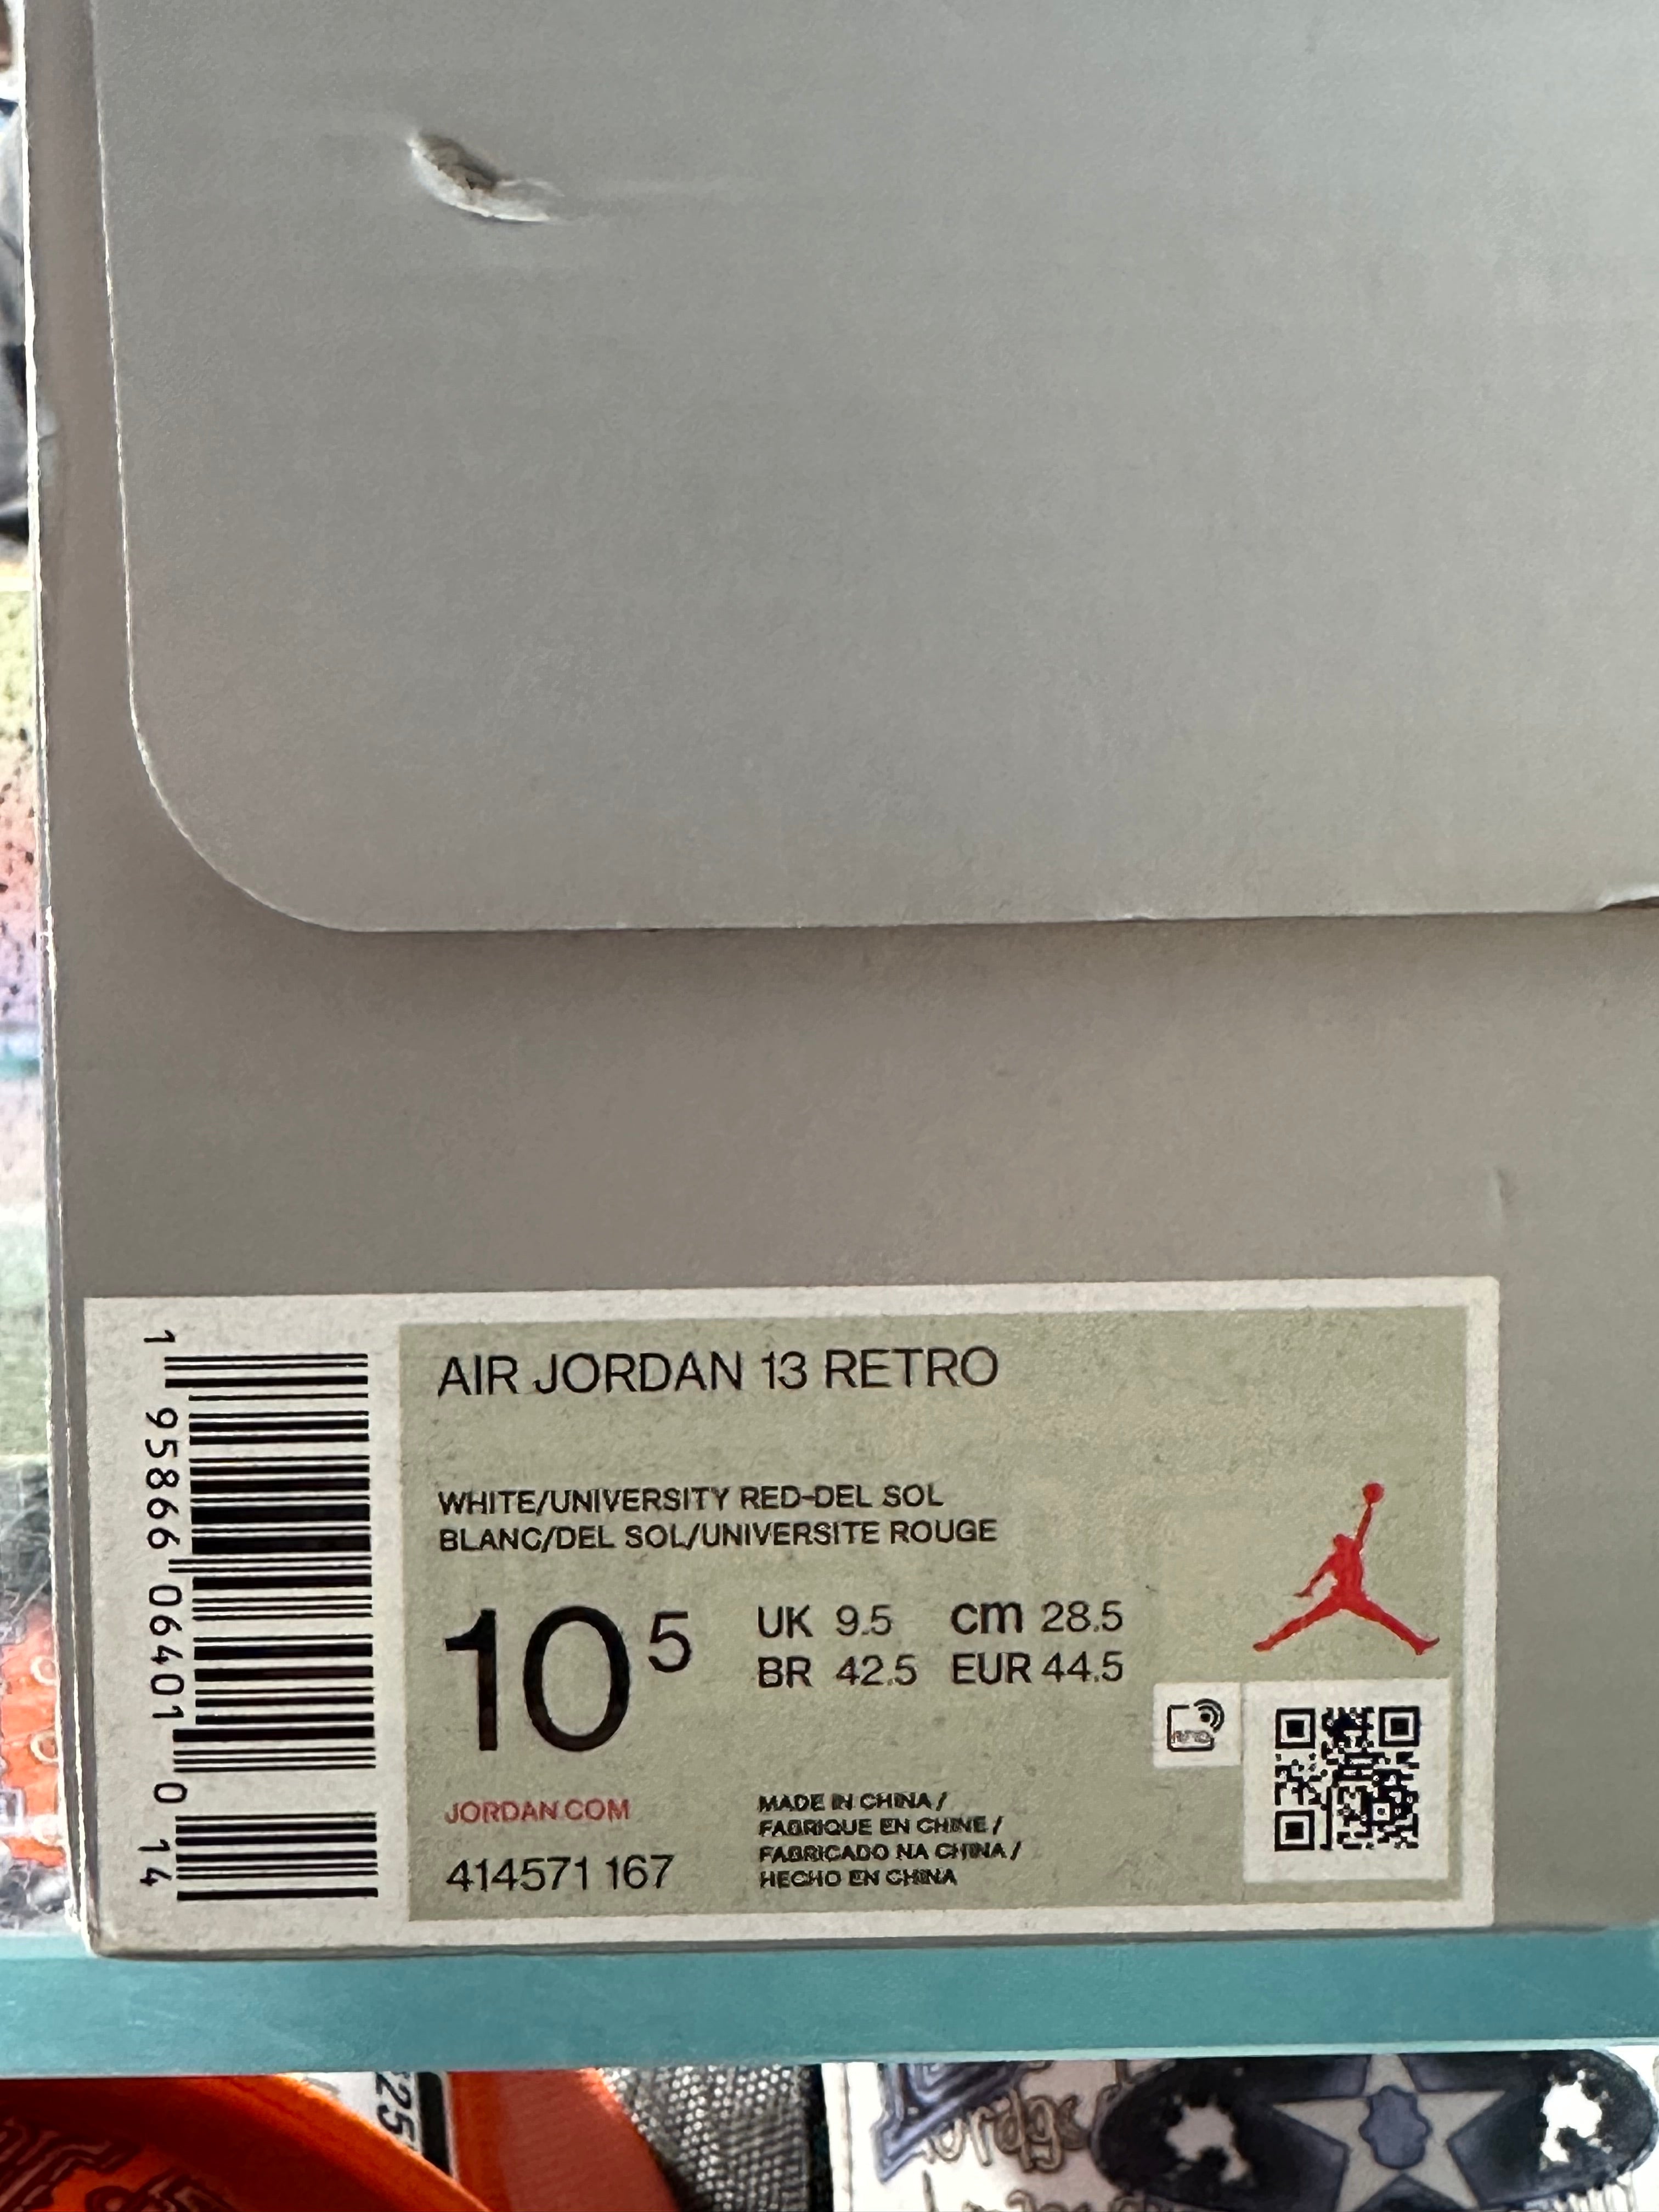 AIR JORDAN 13 RETRO
WHITE/UNIVERSITY RED-DEL SOL
BLANC/DEL SOL/UNIVERSITE ROUGE
10 5
UK 9.5 cm 28.5
BR 42.5 EUR 44.5
JORDAN.COM
414571 167
MADE IN CHINA /
FABRIQUE EN CHINE /
FABRICADO NA CHINA /
HECHO EN CHINA
RFID
1 95866 06401 0 14